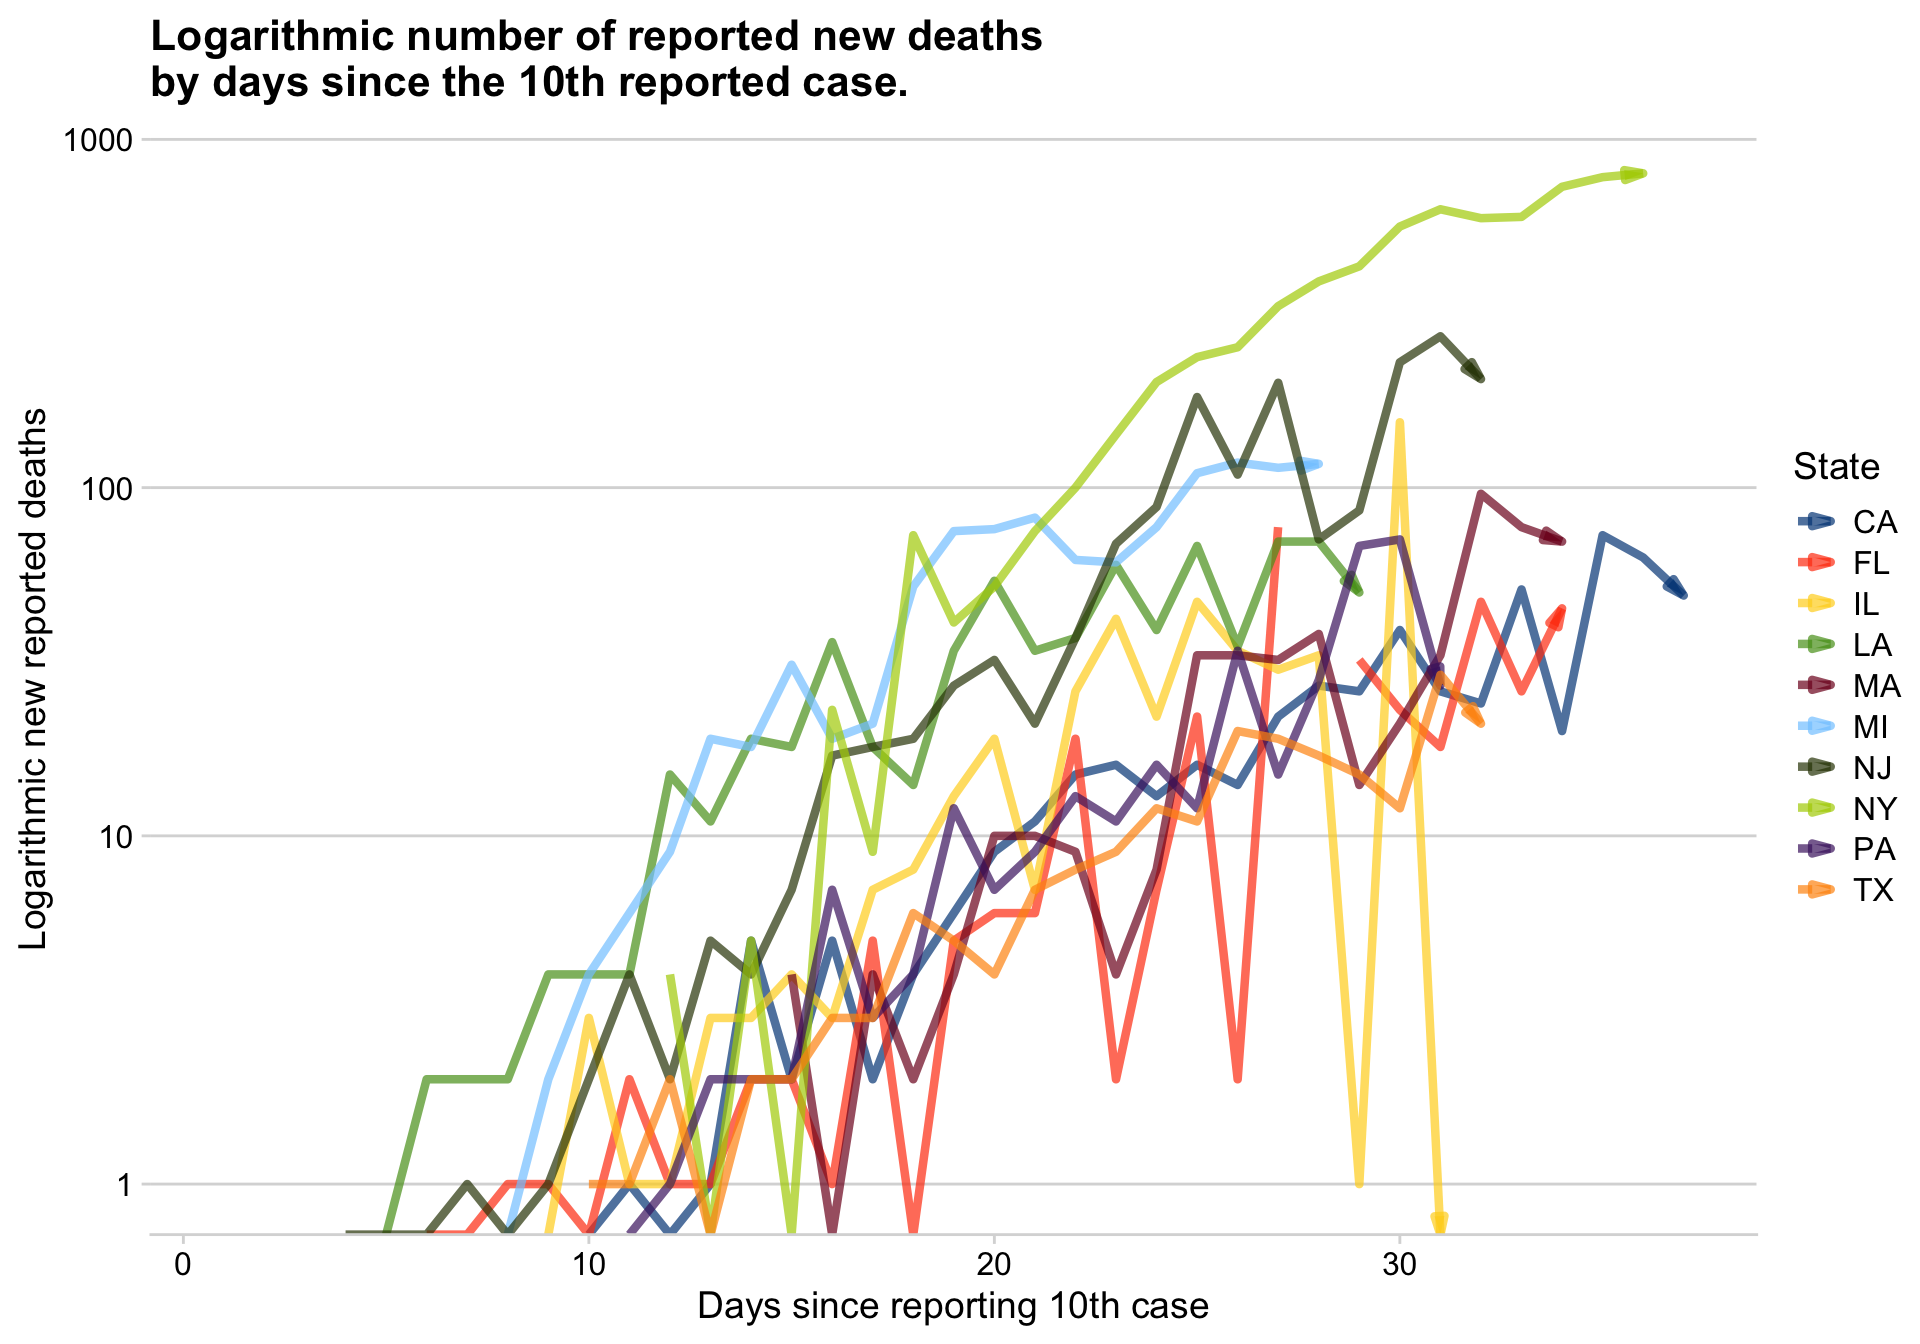 Logarithmic number of reported new deaths
by days since the 10th reported case.
1000
100
10
1
Logarithmic new reported deaths
0 10 20 30
Days since reporting 10th case
State
CA
FL
IL
LA
MA
MI
NJ
NY
PA
TX